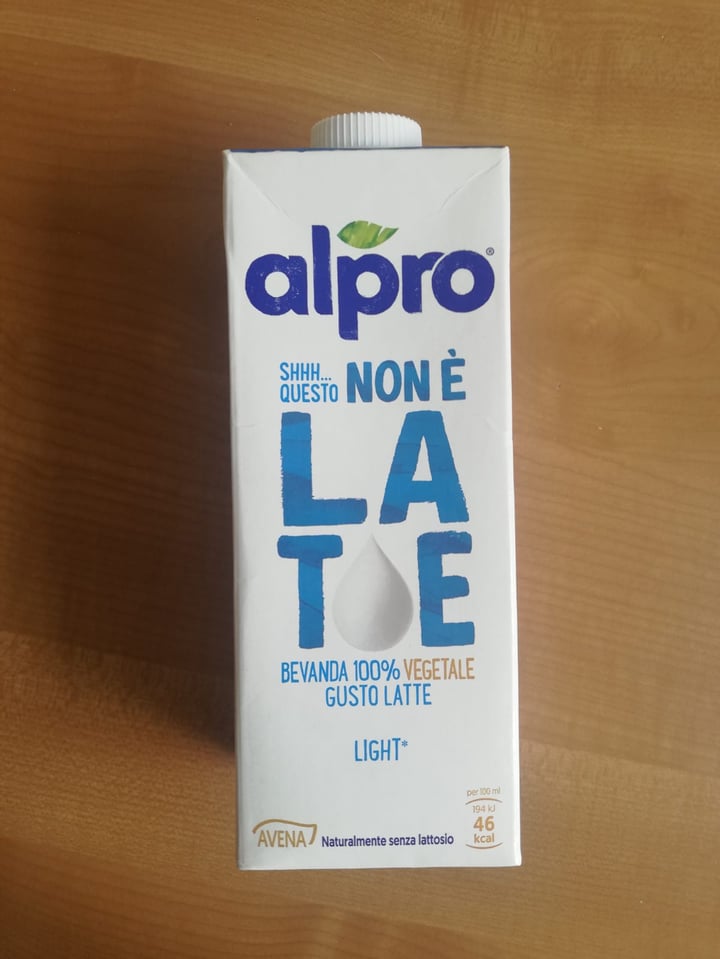 alpro®
SHHH...
QUESTO NON È
LA
T E
BEVANDA 100% VEGETALE
GUSTO LATTE
LIGHT*
per 100 ml
194 kJ
46
kcal
AVENA
Naturalmente senza lattosio